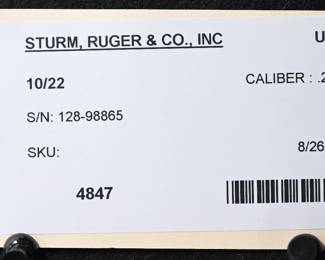 STURM, RUGER & CO., INC U
10/22 CALIBER : .2
S/N: 128-98865
SKU: 8/26/
4847